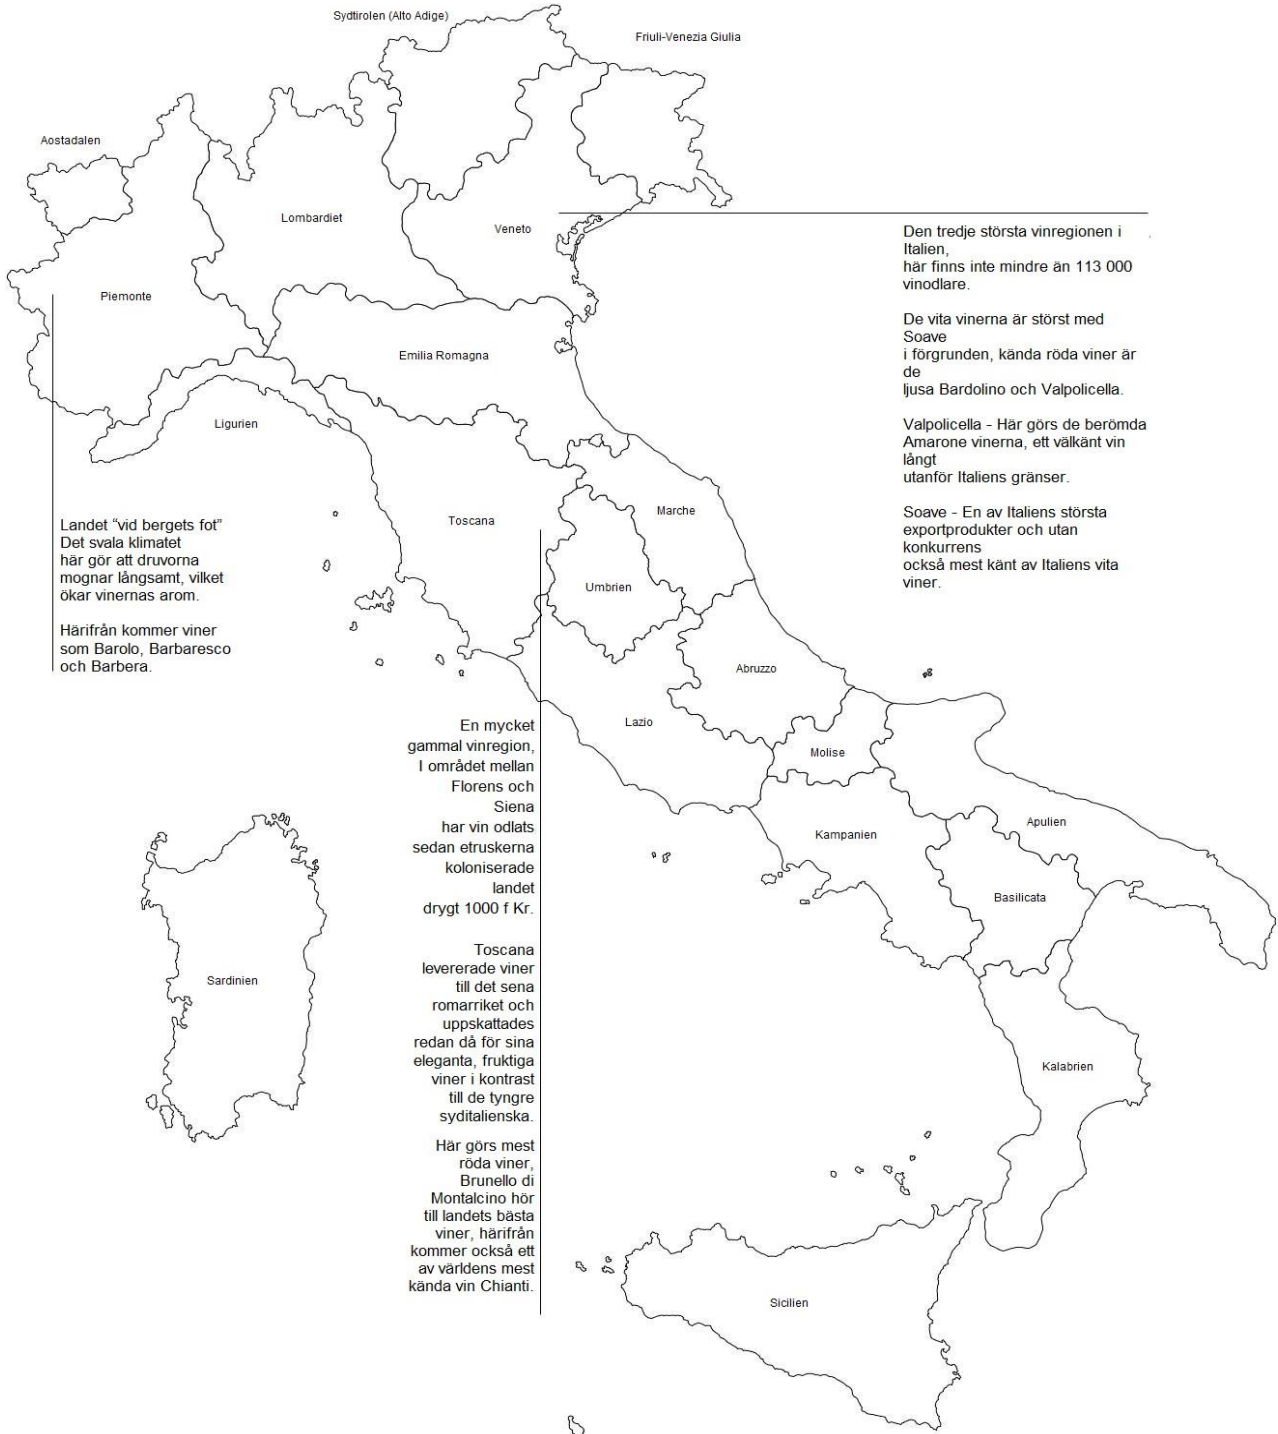 Sydtirolen (Alto Adige)
Friuli-Venezia Giulia
Aostadalen
Lombardiet
Veneto
Piemonte
Emilia Romagna
Ligurien
Toscana
Marche
Umbrien
Abruzzo
Lazio
Molise
Kampanien
Apulien
Basilicata
Sardinien
Kalabrien
Sicilien
Den tredje största vinregionen i
Italien,
här finns inte mindre än 113 000
vinodlare.
De vita vinerna är störst med
Soave
i förgrunden, kända röda viner är
de
ljusa Bardolino och Valpolicella.
Valpolicella - Här görs de berömda
Amarone vinerna, ett välkänt vin
långt
utanför Italiens gränser.
Soave - En av Italiens största
exportprodukter och utan
konkurrens
också mest känt av Italiens vita
viner.
Landet “vid bergets fot”
Det svala klimatet
här gör att druvorna
mognar långsamt, vilket
ökar vinernas arom.
Härifrån kommer viner
som Barolo, Barbaresco
och Barbera.
En mycket
gammal vinregion,
I området mellan
Florens och
Siena
har vin odlats
sedan etruskerna
koloniserade
landet
drygt 1000 f Kr.
Toscana
levererade viner
till det sena
romarriket och
uppskattades
redan då för sina
eleganta, fruktiga
viner i kontrast
till de tyngre
syditalienska.
Här görs mest
röda viner,
Brunello di
Montalcino hör
till landets bästa
viner, härifrån
kommer också ett
av världens mest
kända vin Chianti.